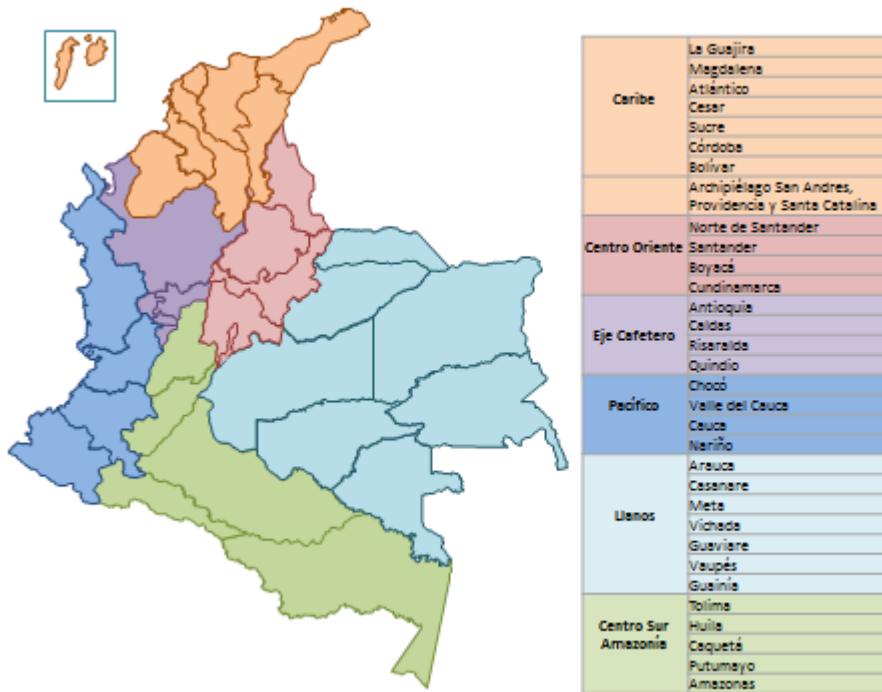 Caribe
La Guajira
Magdalena
Atlántico
Cesar
Sucre
Córdoba
Bolívar
Archipiélago San Andres,
Providencia y Santa Catalina
Centro Oriente
Norte de Santander
Santander
Boyacá
Cundinamarca
Eje Cafetero
Antioquia
Caldas
Risaralda
Quindio
Pacífico
Chocó
Valle del Cauca
Cauca
Nariño
Llanos
Arauca
Casanare
Meta
Vichada
Guaviare
Vaupés
Guainía
Centro Sur
Amazonía
Tolima
Huila
Caquetá
Putumayo
Amazonas